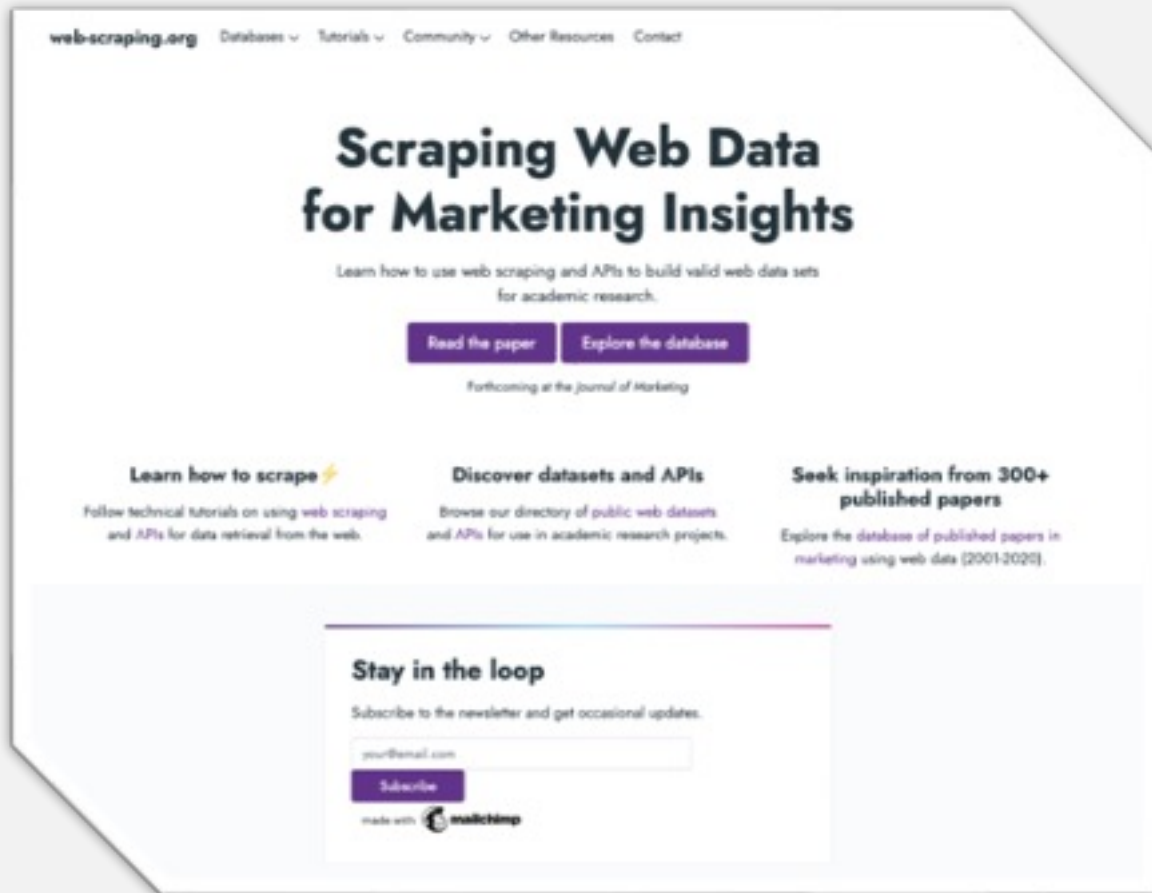 web-scraping.org Databases Tutorials Community Other Resources Contact
Scraping Web Data
for Marketing Insights
Learn how to use web scraping and APIs to build valid web data sets
for academic research.
Read the paper Explore the database
Forthcoming at the Journal of Marketing
Learn how to scrape⚡
Follow technical tutorials on using web scraping
and APIs for data retrieval from the web.
Discover datasets and APIs
Browse our directory of public web datasets
and APIs for use in academic research projects.
Seek inspiration from 300+
published papers
Explore the database of published papers in
marketing using web data (2001-2020).
Stay in the loop
Subscribe to the newsletter and get occasional updates.
your@email.com
Subscribe
made with mailchimp